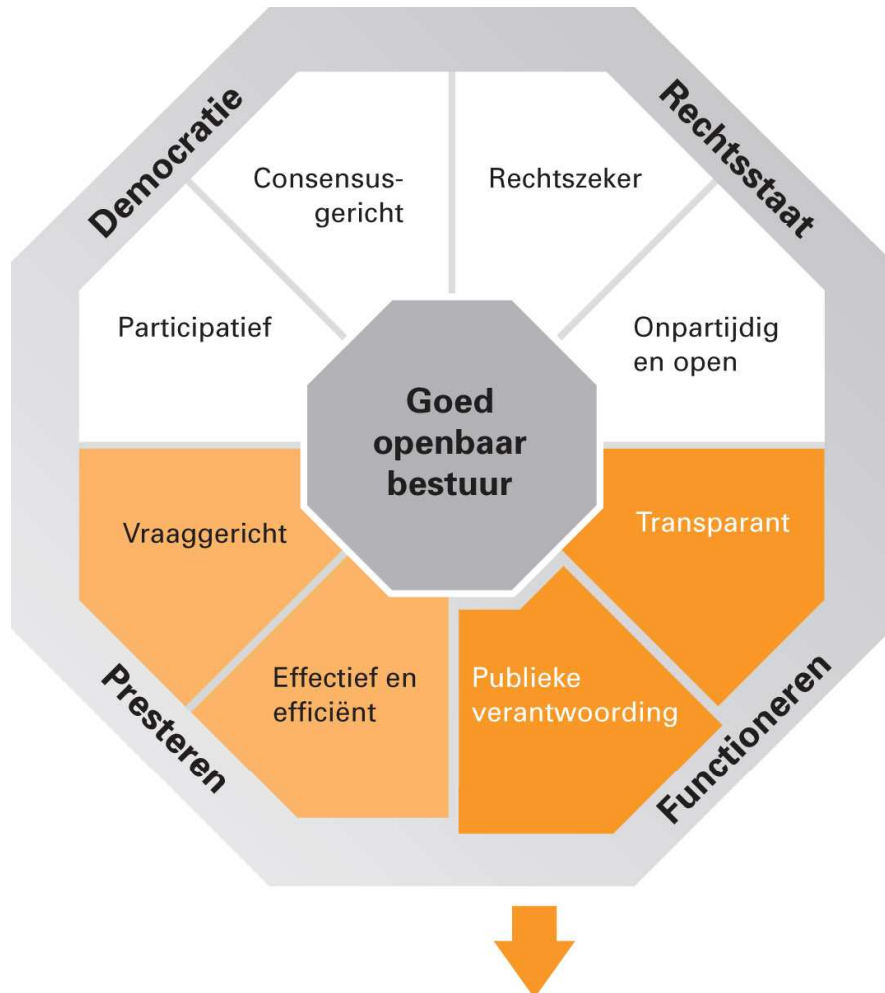 Democratie
Rechtsstaat
Consensus-
gericht
Rechtszeker
Participatief
Onpartijdig
en open
Goed
openbaar
bestuur
Vraaggericht
Transparant
Effectief en
efficiënt
Publieke
verantwoording
Presteren
Functioneren